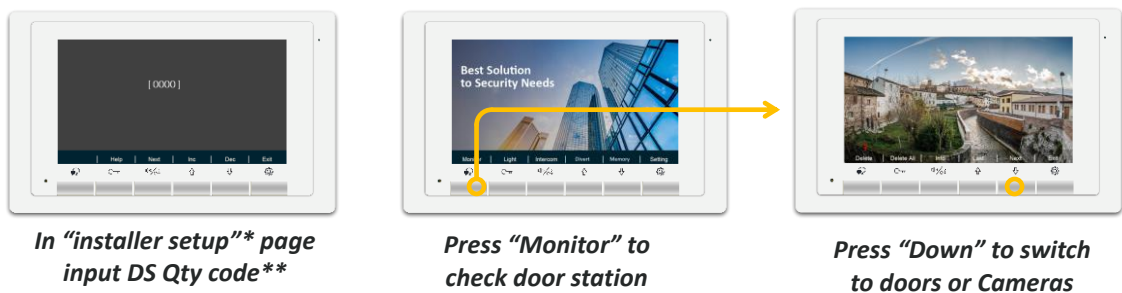 [ 0000 ]
Help | Next | Inc | Dec | Exit
In “installer setup”* page
input DS Qty code**
Best Solution
to Security Needs
Monitor | Light | Intercom | Divert | Memory | Setting
Press “Monitor” to
check door station
Delete | Delete All | Info | Last | Next | Exit
Press “Down” to switch
to doors or Cameras